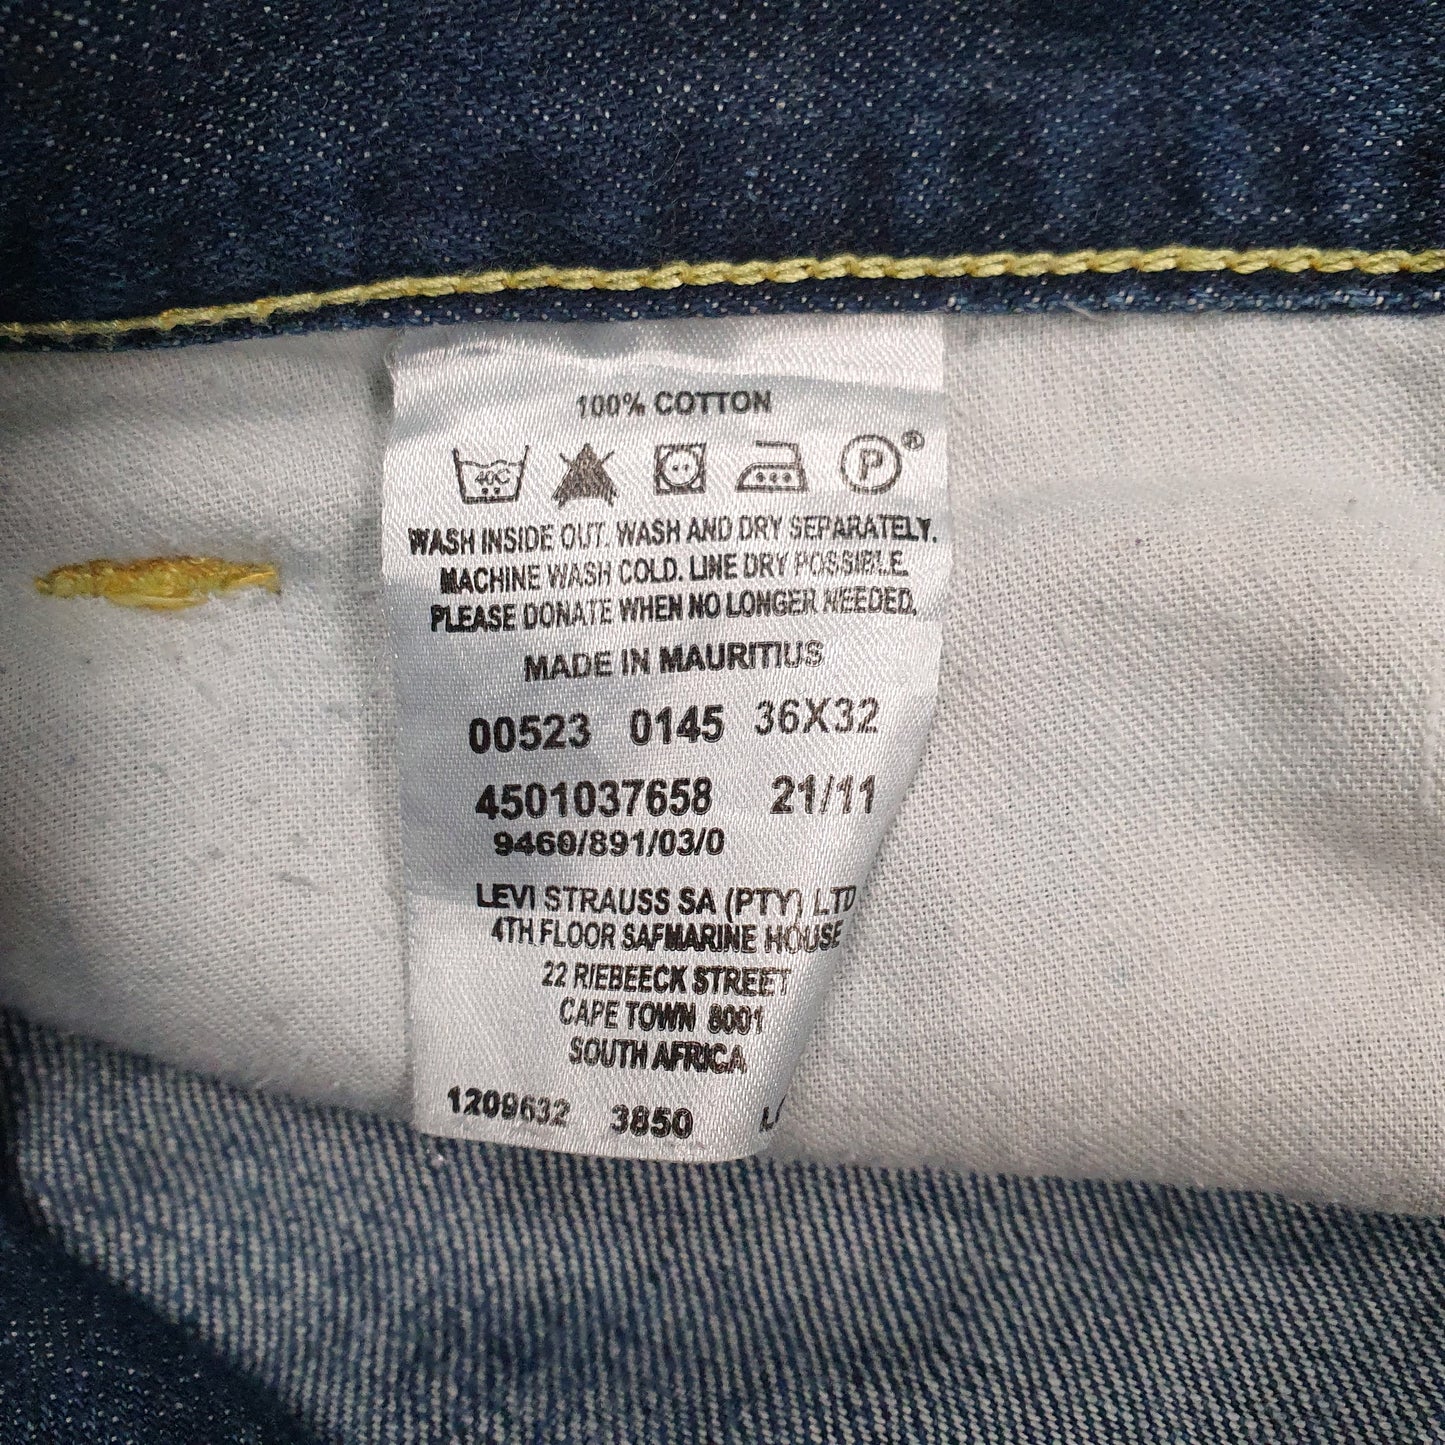 100% COTTON
40C P ®
WASH INSIDE OUT. WASH AND DRY SEPARATELY.
MACHINE WASH COLD. LINE DRY POSSIBLE.
PLEASE DONATE WHEN NO LONGER NEEDED.
MADE IN MAURITIUS
00523 0145 36X32
4501037658 21/11
9460/891/03/0
LEVI STRAUSS SA (PTY) LTD
4TH FLOOR SAFMARINE HOUSE
22 RIEBEECK STREET
CAPE TOWN 8001
SOUTH AFRICA
1209632 3850